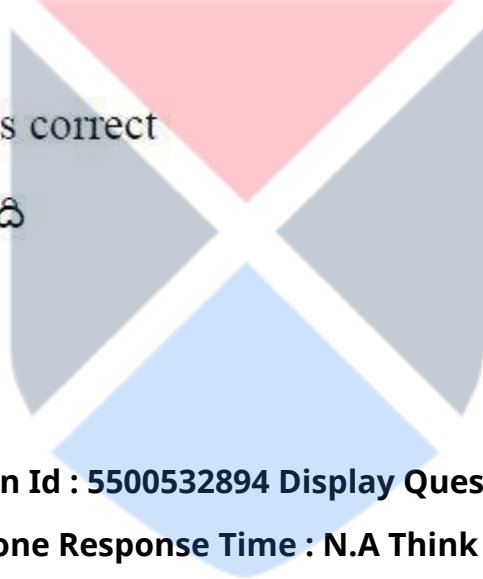 s correct
ది
n Id : 5500532894 Display Ques
one Response Time : N.A Think